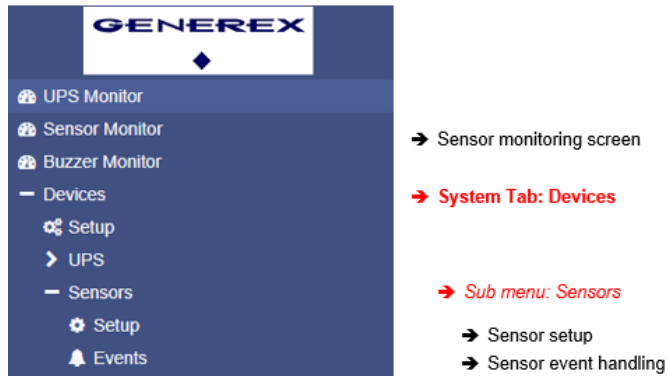 GENEREX
UPS Monitor
Sensor Monitor
➔ Sensor monitoring screen
Buzzer Monitor
Devices
➔ System Tab: Devices
Setup
UPS
Sensors
➔ Sub menu: Sensors
Setup
➔ Sensor setup
Events
➔ Sensor event handling